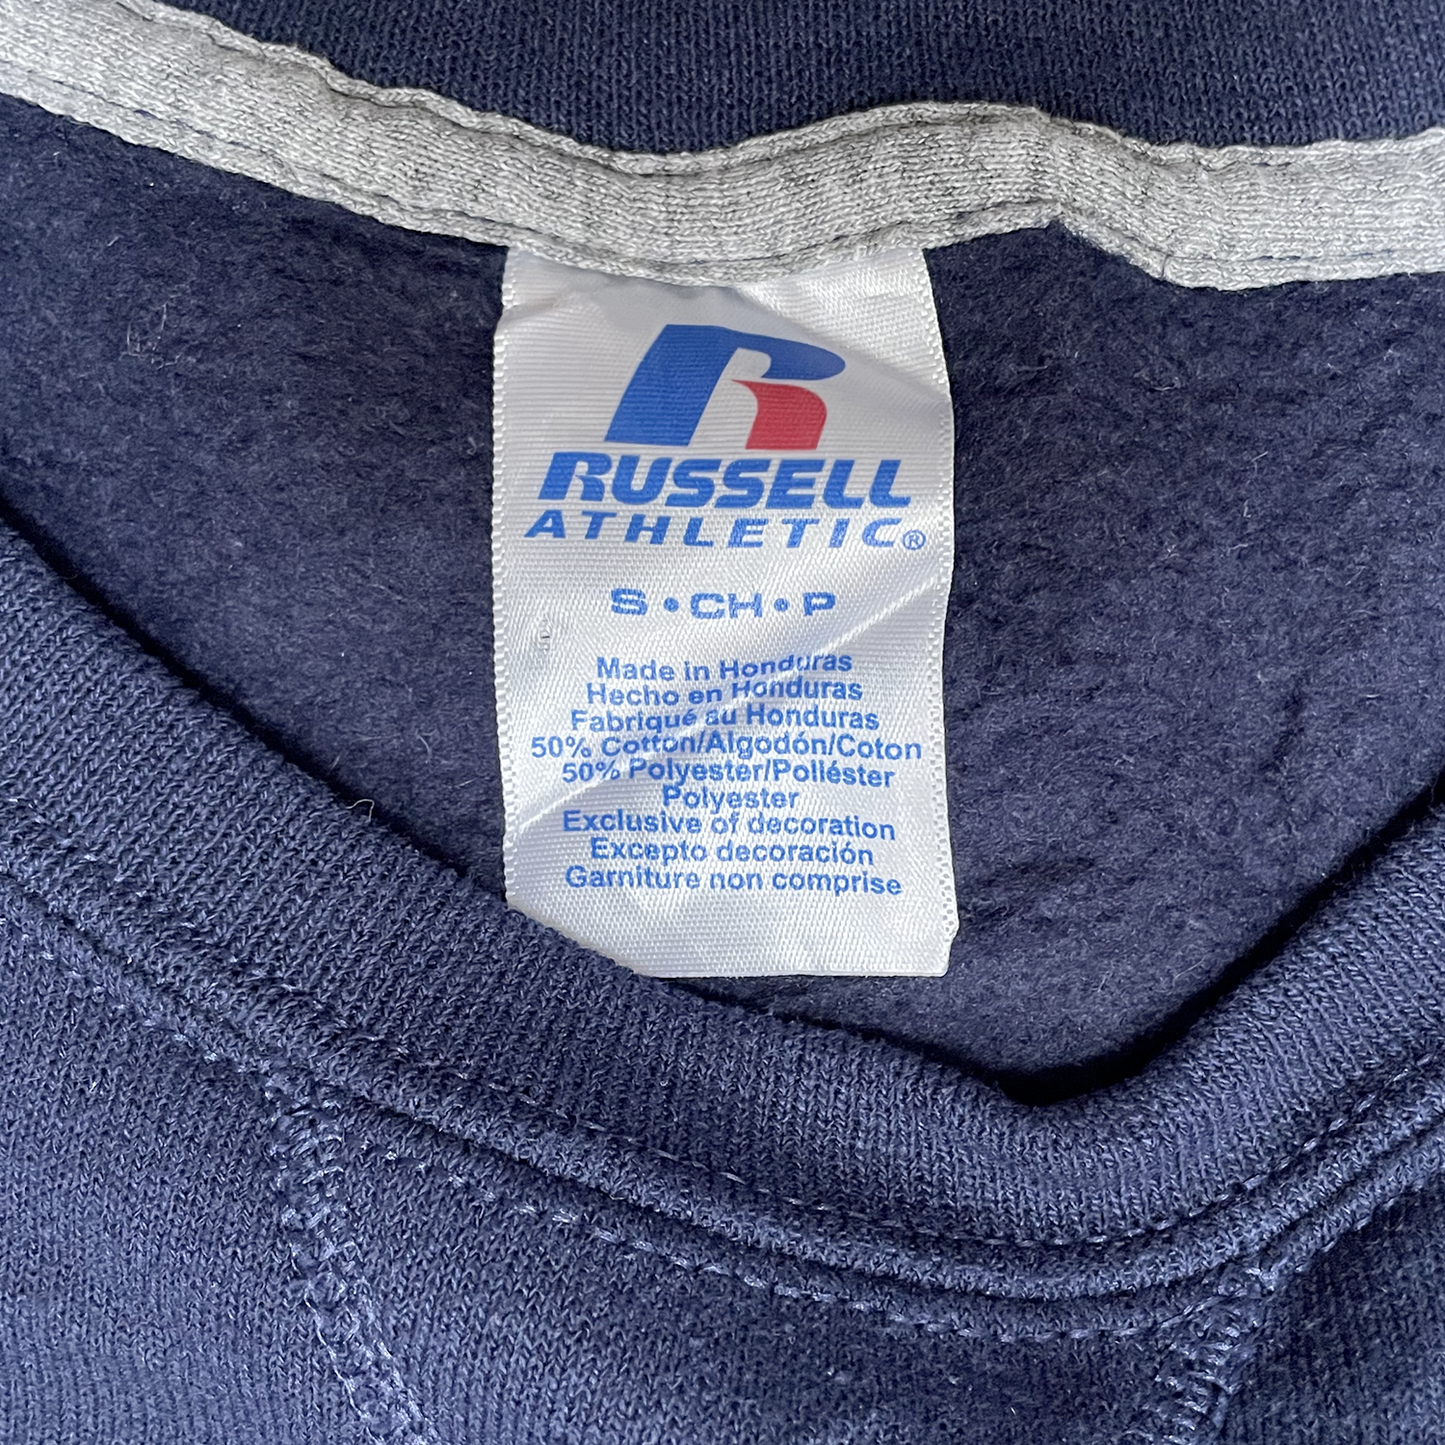 R
RUSSELL
ATHLETIC®
S•CH•P
Made in Honduras
Hecho en Honduras
Fabriqué au Honduras
50% Cotton/Algodón/Coton
50% Polyester/Poliéster
Polyester
Exclusive of decoration
Excepto decoración
Garniture non comprise